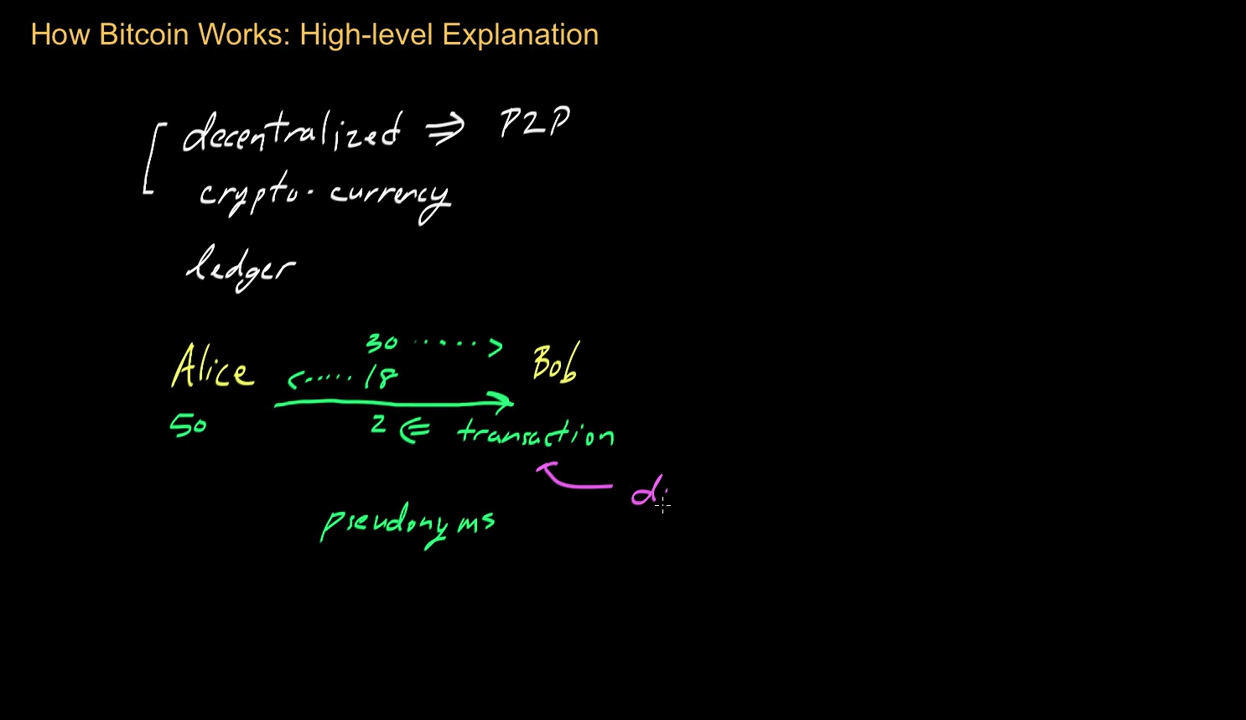 How Bitcoin Works: High-level Explanation
decentralized ⇒ P2P
crypto-currency
ledger
30 ·····>
Alice <····· 18 Bob
50 2 ⇐ transaction
di
pseudonyms